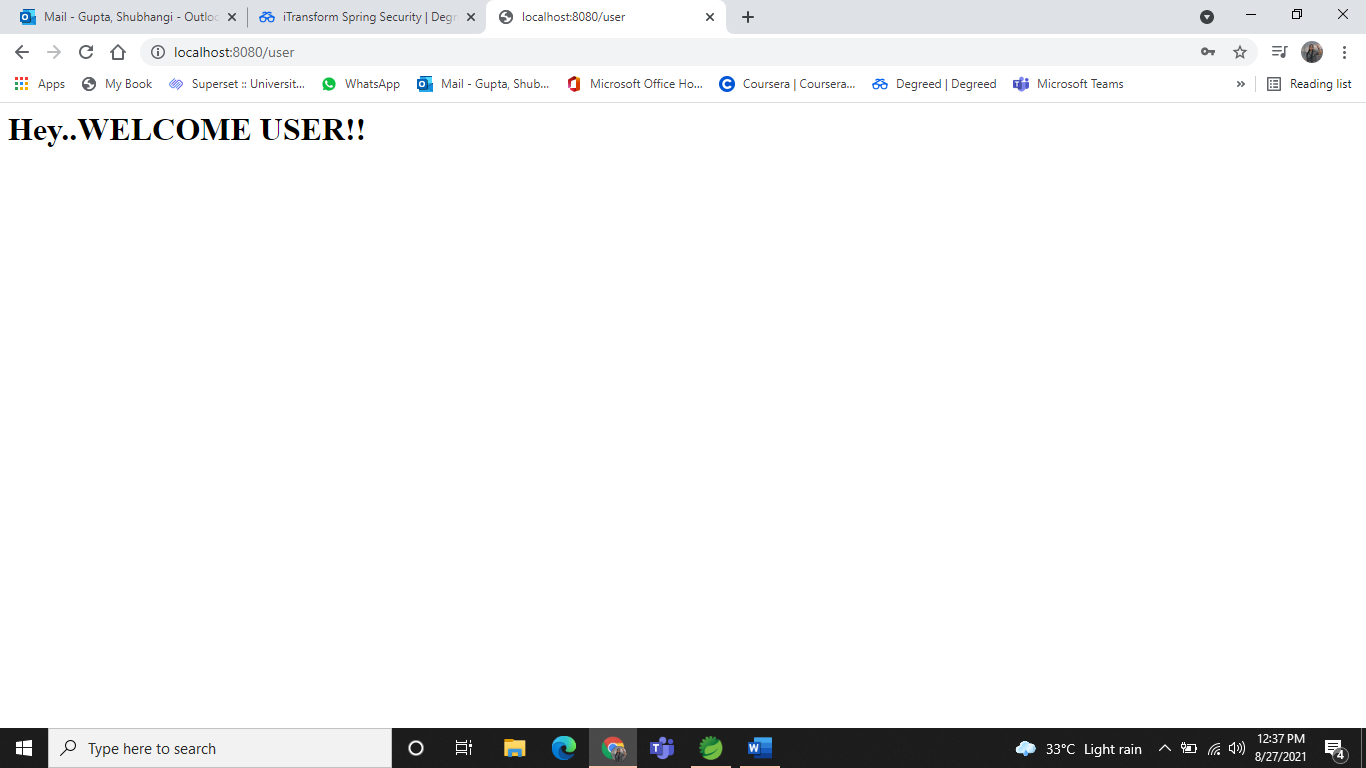 Mail - Gupta, Shubhangi - Outlo
iTransform Spring Security | Degr
localhost:8080/user
localhost:8080/user
Apps
My Book
Superset :: Universit...
WhatsApp
Mail - Gupta, Shub...
Microsoft Office Ho...
Coursera | Coursera...
Degreed | Degreed
Microsoft Teams
»
Reading list
Hey..WELCOME USER!!
Type here to search
33°C Light rain
12:37 PM
8/27/2021
4